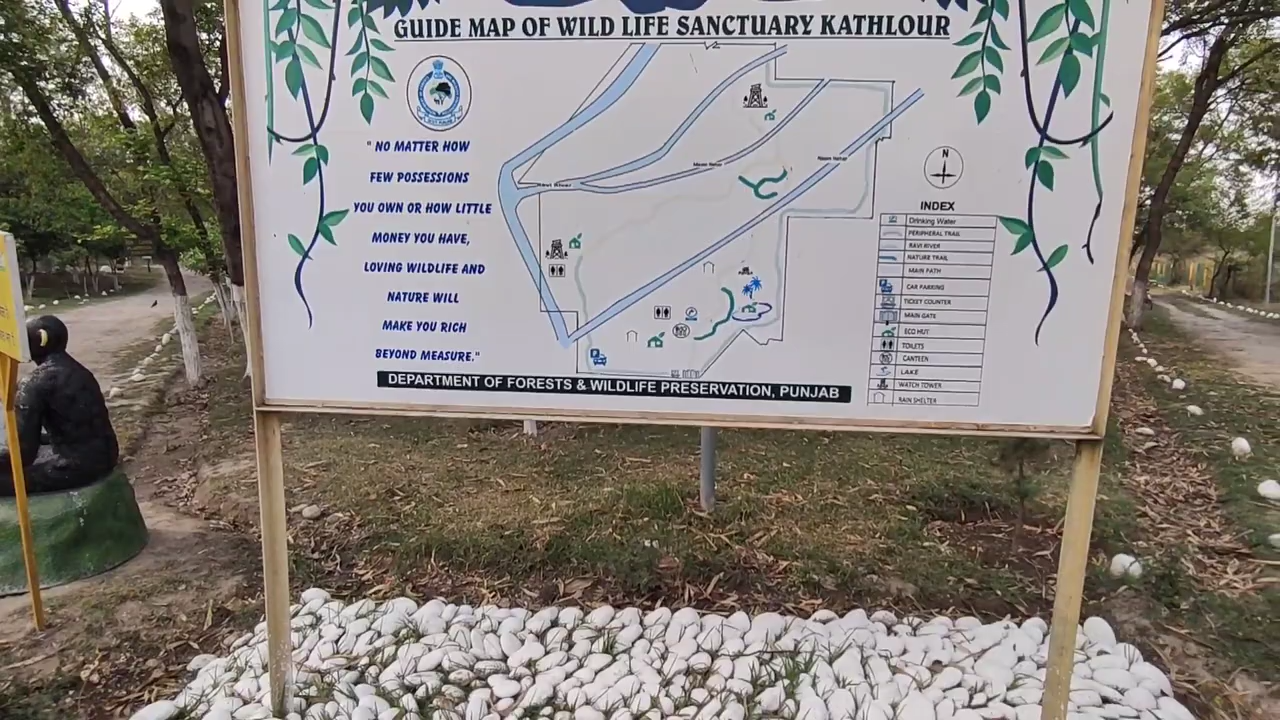 GUIDE MAP OF WILD LIFE SANCTUARY KATHLOUR
" NO MATTER HOW
FEW POSSESSIONS
YOU OWN OR HOW LITTLE
MONEY YOU HAVE,
LOVING WILDLIFE AND
NATURE WILL
MAKE YOU RICH
BEYOND MEASURE."
Ravi River
N
INDEX
Drinking Water
PERIPHERAL TRAIL
RAVI RIVER
NATURE TRAIL
MAIN PATH
CAR PARKING
TICKEY COUNTER
MAIN GATE
ECO HUT
TOILETS
CANTEEN
LAKE
WATCH TOWER
RAIN SHELTER
DEPARTMENT OF FORESTS & WILDLIFE PRESERVATION, PUNJAB